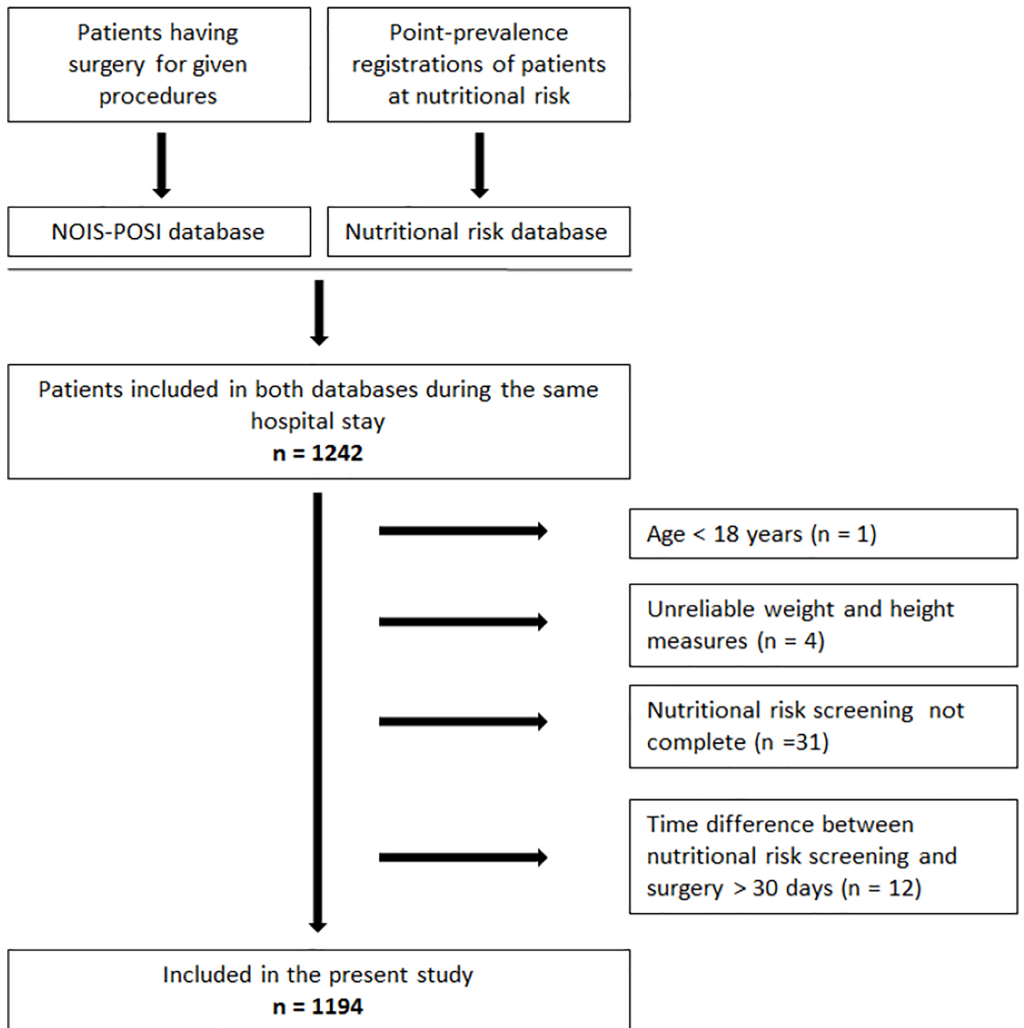 Patients having
surgery for given
procedures
Point-prevalence
registrations of patients
at nutritional risk
NOIS-POSI database
Nutritional risk database
Patients included in both databases during the same
hospital stay
n = 1242
Age < 18 years (n = 1)
Unreliable weight and height
measures (n = 4)
Nutritional risk screening not
complete (n =31)
Time difference between
nutritional risk screening and
surgery > 30 days (n = 12)
Included in the present study
n = 1194